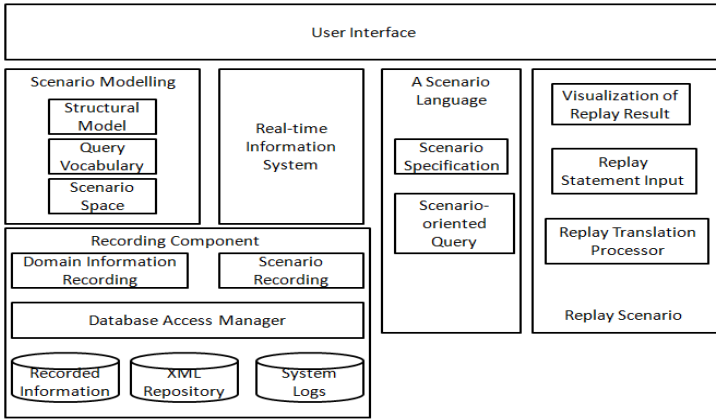 User Interface
Scenario Modelling
Structural
Model
Query
Vocabulary
Scenario
Space
Real-time
Information
System
A Scenario
Language
Scenario
Specification
Scenario-
oriented
Query
Visualization of
Replay Result
Replay
Statement Input
Replay Translation
Processor
Replay Scenario
Recording Component
Domain Information
Recording
Scenario
Recording
Database Access Manager
Recorded
Information
XML
Repository
System
Logs